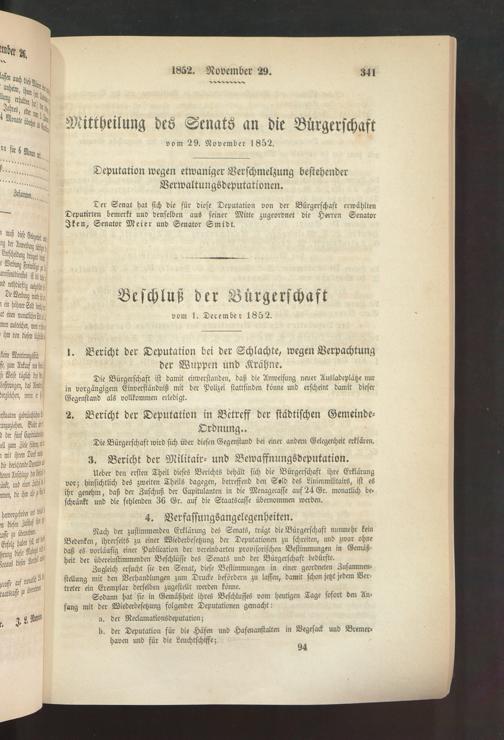 1852. November 29.
341
Mittheilung des Senats an die Bürgerschaft
vom 29. November 1852.
Deputation wegen etwaniger Verschmelzung bestehender
Verwaltungsdeputationen.
Der Senat hat sich die für diese Deputation von der Bürgerschaft erwählten
Deputirten bemerkt und denselben aus seiner Mitte zugeordnet die Herren Senator
Iken, Senator Meier und Senator Smidt.
Beschluß der Bürgerschaft
vom 1. December 1852.
1. Bericht der Deputation bei der Schlachte, wegen Verpachtung
der Wuppen und Krähne.
Die Bürgerschaft ist damit einverstanden, daß die Anweisung neuer Ausladeplätze nur
in vorgängigem Einverständniß mit der Polizei stattfinden könne und erscheint damit dieser
Gegenstand als vollkommen erledigt.
2. Bericht der Deputation in Betreff der städtischen Gemeinde-
Ordnung..
Die Bürgerschaft wird sich über diesen Gegenstand bei einer andern Gelegenheit erklären.
3. Bericht der Militair- und Bewaffnungsdeputation.
Ueber den ersten Theil dieses Berichts behält sich die Bürgerschaft ihre Erklärung
vor; hinsichtlich des zweiten Theils dagegen, betreffend den Sold des Linienmilitairs, ist es
ihr genehm, daß der Zuschuß der Capitulanten in die Menagecasse auf 24 Gr. monatlich be-
schränkt und die fehlenden 36 Gr. auf die Staatscasse übernommen werden.
4. Verfassungsangelegenheiten.
Nach der zustimmenden Erklärung des Senats, trägt die Bürgerschaft nunmehr kein
Bedenken, ihrerseits zu einer Wiederbesetzung der Deputationen zu schreiten, und zwar ohne
daß es vorläufig einer Publication der vereinbarten provisorischen Bestimmungen in Gemäß-
heit der übereinstimmenden Beschlüsse des Senats und der Bürgerschaft bedürfte.
Zugleich ersucht sie den Senat, diese Bestimmungen in einer geordneten Zusammen-
stellung mit den Verhandlungen zum Drucke befördern zu lassen, damit schon jetzt jedem Ver-
treter ein Exemplar derselben zugestellt werden könne.
Sodann hat sie in Gemäßheit ihres Beschlusses vom heutigen Tage sofort den An-
fang mit der Wiederbesetzung folgender Deputationen gemacht:
a. der Reclamationsdeputation;
b. der Deputation für die Häfen und Hafenanstalten in Vegesack und Bremer-
haven und für die Leuchtschiffe;
94